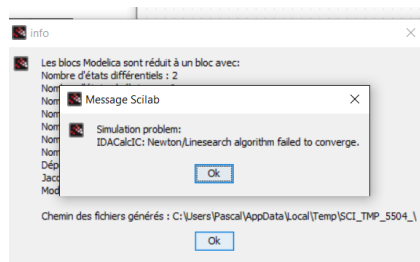 info
Les blocs Modelica sont réduit à un bloc avec:
Nombre d'états différentiels : 2
Nom
Nom
Nom
Nom
Nom
Nom
Dép
Jaco
Mod
Message Scilab
Simulation problem:
IDACalcIC: Newton/Linesearch algorithm failed to converge.
Ok
Chemin des fichiers générés : C:\Users\Pascal\AppData\Local\Temp\SCI_TMP_5504_\
Ok